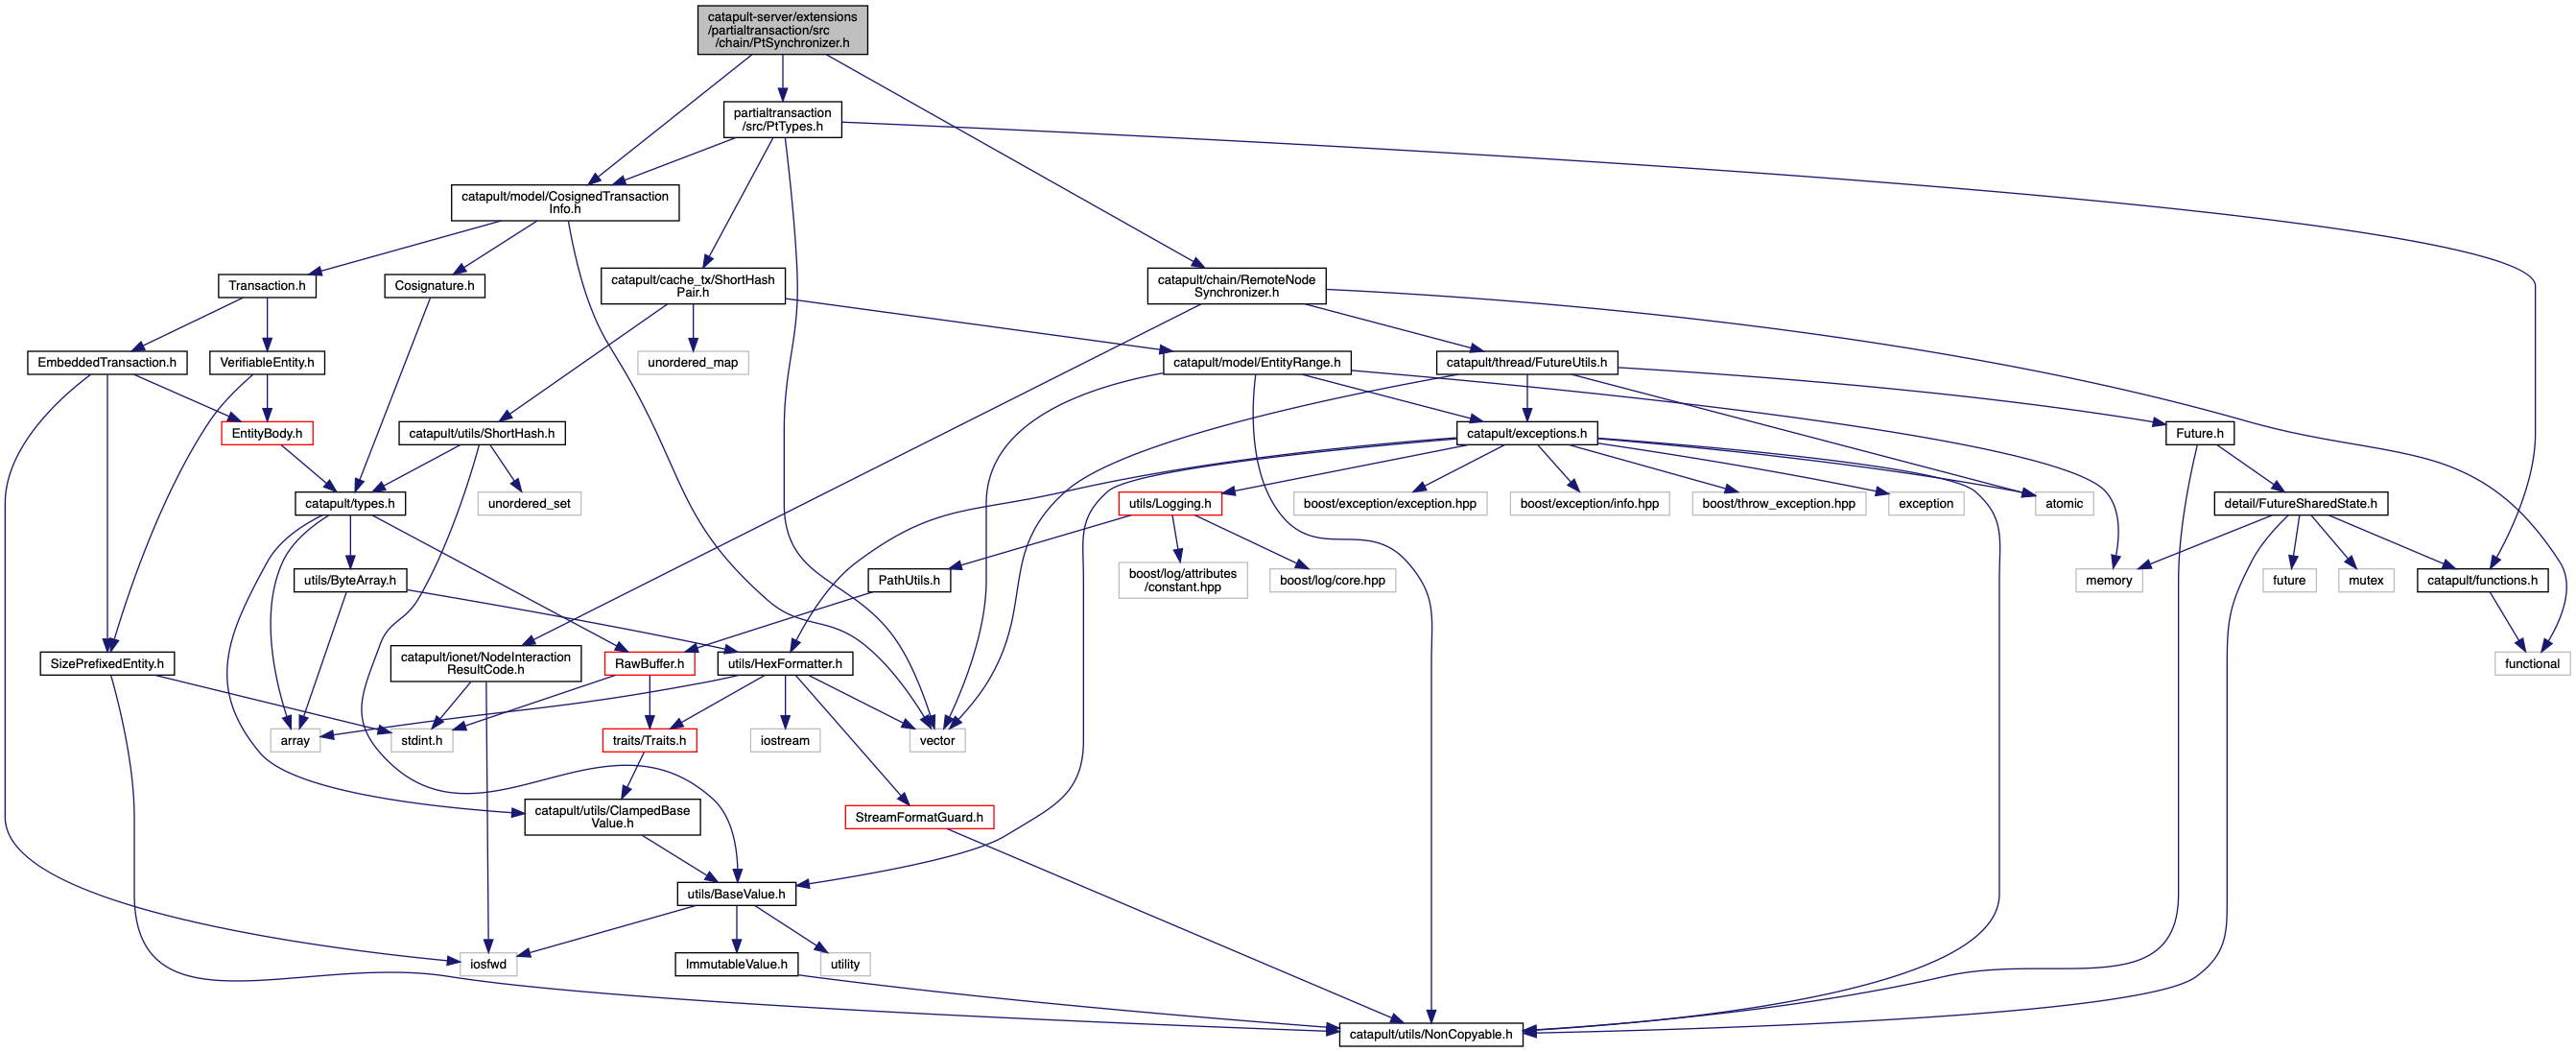 catapult-server/extensions
/partialtransaction/src
/chain/PtSynchronizer.h
partialtransaction
/src/PtTypes.h
catapult/model/CosignedTransaction
Info.h
Transaction.h
Cosignature.h
catapult/cache_tx/ShortHash
Pair.h
catapult/chain/RemoteNode
Synchronizer.h
EmbeddedTransaction.h
VerifiableEntity.h
unordered_map
catapult/model/EntityRange.h
catapult/thread/FutureUtils.h
EntityBody.h
catapult/utils/ShortHash.h
catapult/exceptions.h
Future.h
catapult/types.h
unordered_set
utils/Logging.h
boost/exception/exception.hpp
boost/exception/info.hpp
boost/throw_exception.hpp
exception
atomic
detail/FutureSharedState.h
utils/ByteArray.h
PathUtils.h
boost/log/attributes
/constant.hpp
boost/log/core.hpp
memory
future
mutex
catapult/functions.h
SizePrefixedEntity.h
catapult/ionet/NodeInteraction
ResultCode.h
RawBuffer.h
utils/HexFormatter.h
functional
array
stdint.h
traits/Traits.h
iostream
vector
catapult/utils/ClampedBase
Value.h
StreamFormatGuard.h
utils/BaseValue.h
iosfwd
ImmutableValue.h
utility
catapult/utils/NonCopyable.h